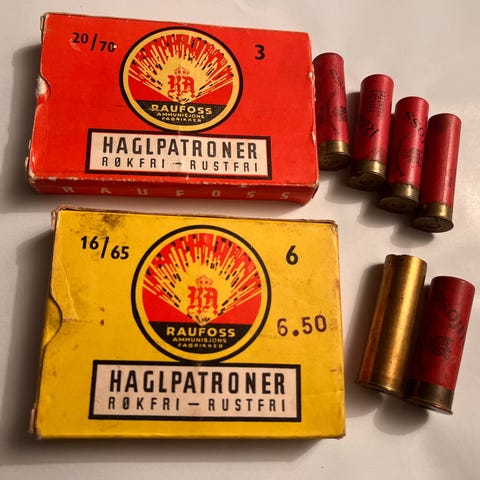 20/70
3
RA
RAUFOSS
AMMUNISJONS
FABRIKKER
HAGLPATRONER
RØKFRI – RUSTFRI
RAUFOSS
16/65
6
RA
RAUFOSS
AMMUNISJONS
FABRIKKER
6.50
HAGLPATRONER
RØKFRI – RUSTFRI